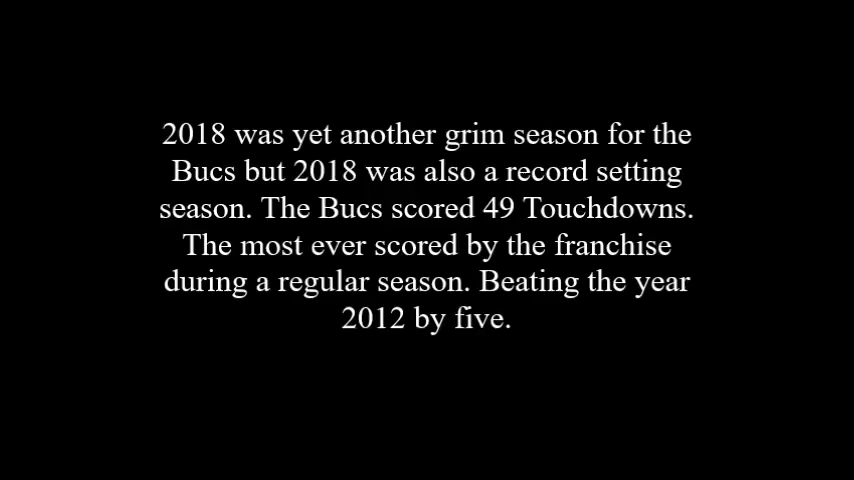 2018 was yet another grim season for the
Bucs but 2018 was also a record setting
season. The Bucs scored 49 Touchdowns.
The most ever scored by the franchise
during a regular season. Beating the year
2012 by five.